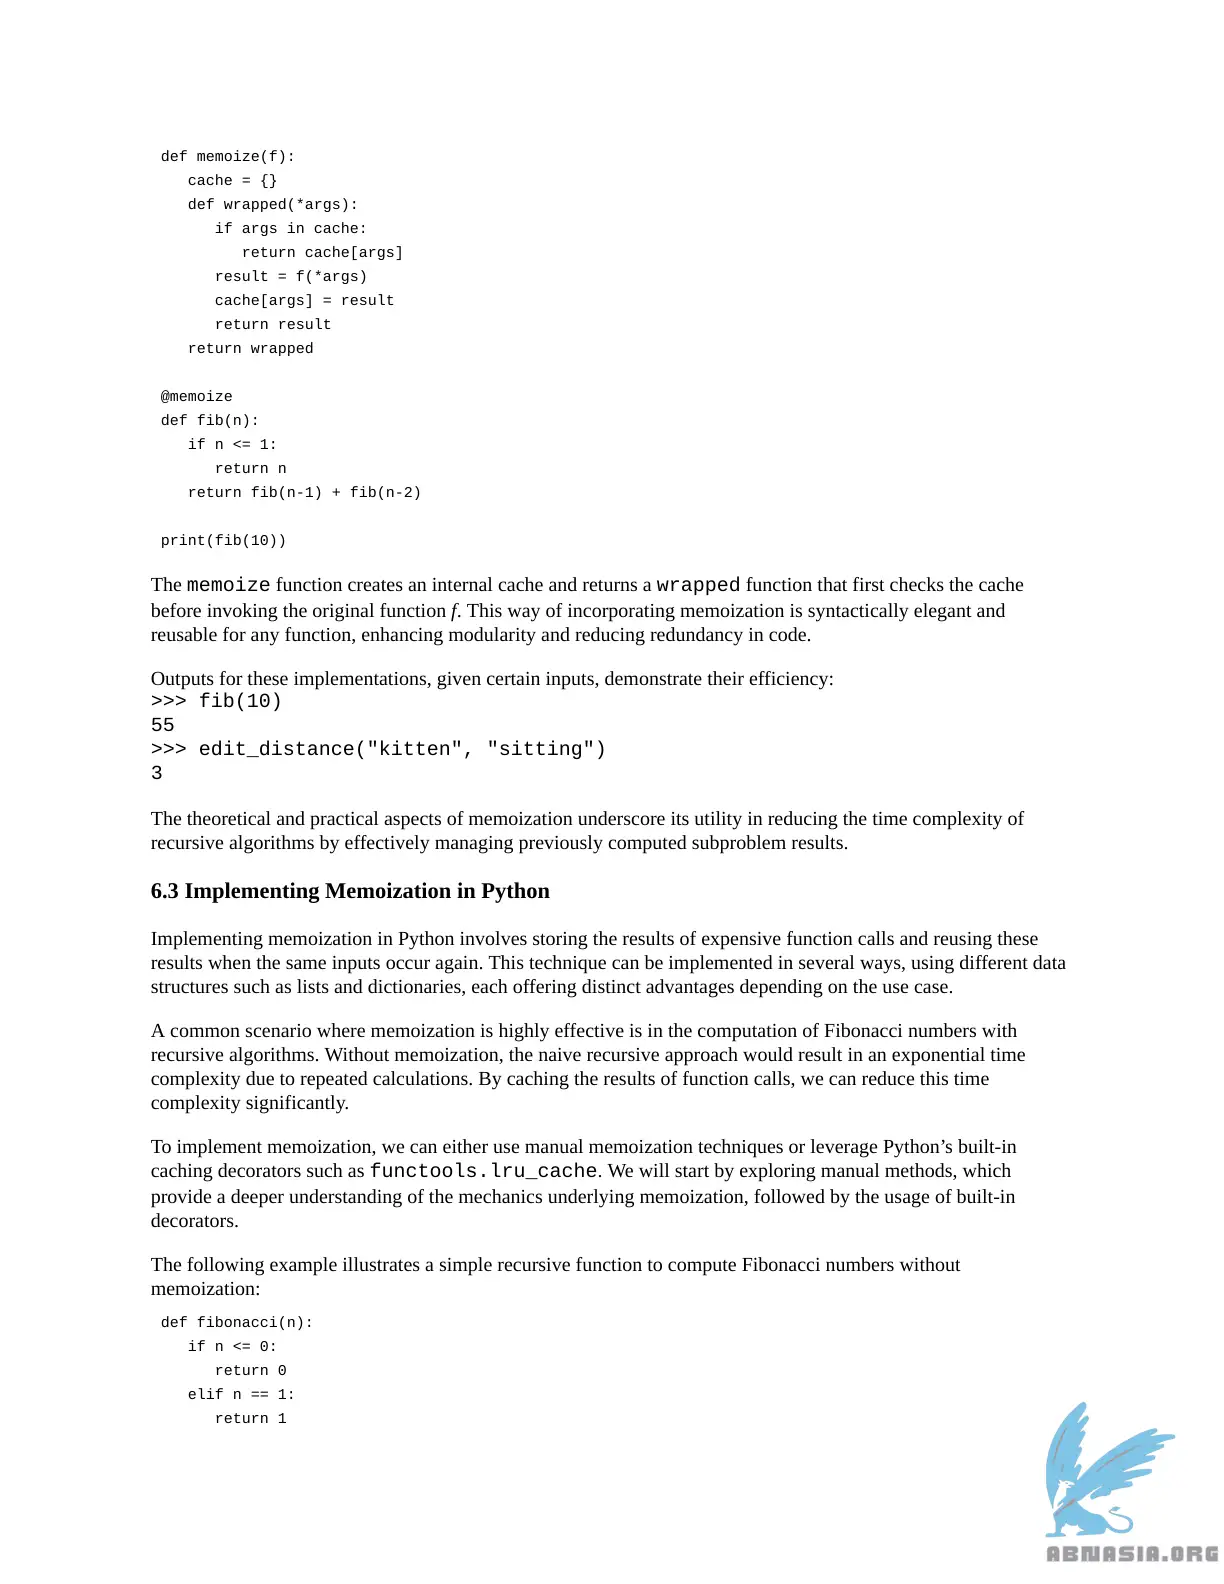 def memoize(f):
   cache = {}
   def wrapped(*args):
      if args in cache:
         return cache[args]
      result = f(*args)
      cache[args] = result
      return result
   return wrapped

@memoize
def fib(n):
   if n <= 1:
      return n
   return fib(n-1) + fib(n-2)

print(fib(10))
The memoize function creates an internal cache and returns a wrapped function that first checks the cache
before invoking the original function f. This way of incorporating memoization is syntactically elegant and
reusable for any function, enhancing modularity and reducing redundancy in code.
Outputs for these implementations, given certain inputs, demonstrate their efficiency:
>>> fib(10)
55
>>> edit_distance("kitten", "sitting")
3
The theoretical and practical aspects of memoization underscore its utility in reducing the time complexity of
recursive algorithms by effectively managing previously computed subproblem results.
6.3 Implementing Memoization in Python
Implementing memoization in Python involves storing the results of expensive function calls and reusing these
results when the same inputs occur again. This technique can be implemented in several ways, using different data
structures such as lists and dictionaries, each offering distinct advantages depending on the use case.
A common scenario where memoization is highly effective is in the computation of Fibonacci numbers with
recursive algorithms. Without memoization, the naive recursive approach would result in an exponential time
complexity due to repeated calculations. By caching the results of function calls, we can reduce this time
complexity significantly.
To implement memoization, we can either use manual memoization techniques or leverage Python’s built-in
caching decorators such as functools.lru_cache. We will start by exploring manual methods, which
provide a deeper understanding of the mechanics underlying memoization, followed by the usage of built-in
decorators.
The following example illustrates a simple recursive function to compute Fibonacci numbers without
memoization:
def fibonacci(n):
   if n <= 0:
      return 0
   elif n == 1:
      return 1
ABNASIA.ORG